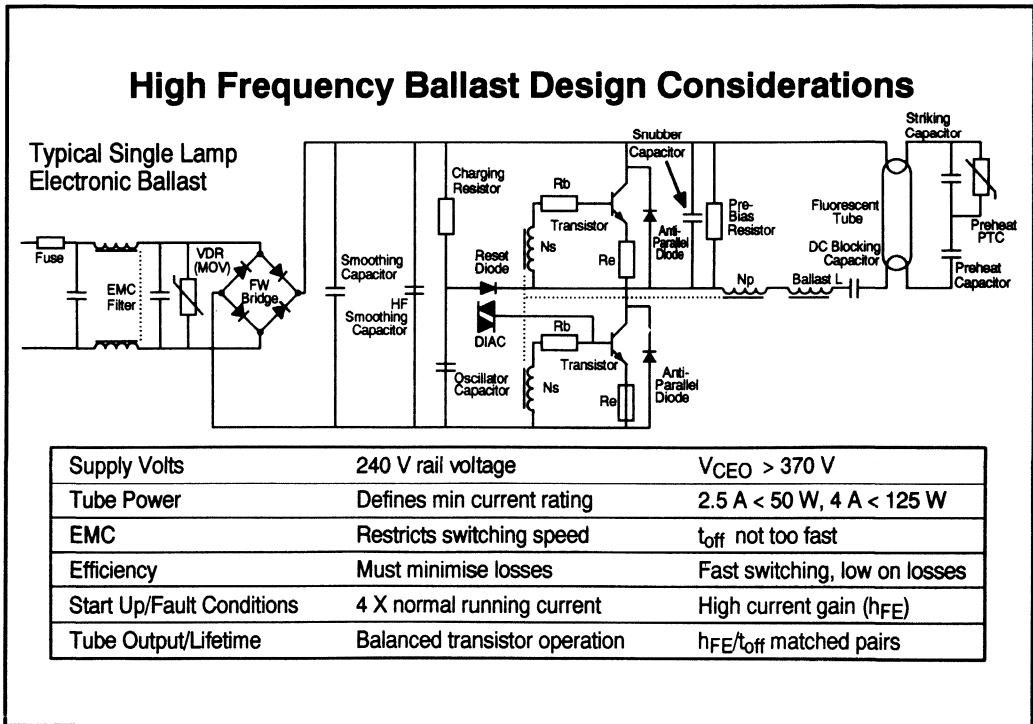 High Frequency Ballast Design Considerations
Typical Single Lamp
Electronic Ballast
Fuse
EMC
Filter
VDR
(MOV)
FW
Bridge
Smoothing
Capacitor
HF
Smoothing
Capacitor
Charging
Resistor
Reset
Diode
DIAC
Oscillator
Capacitor
Ns
Rb
Transistor
Re
Anti-
Parallel
Diode
Snubber
Capacitor
Pre-
Bias
Resistor
Rb
Transistor
Ns
Re
Anti-
Parallel
Diode
Np
Ballast L
DC Blocking
Capacitor
Fluorescent
Tube
Striking
Capacitor
Preheat
PTC
Preheat
Capacitor
Supply Volts 240 V rail voltage VCEO > 370 V
Tube Power Defines min current rating 2.5 A < 50 W, 4 A < 125 W
EMC Restricts switching speed toff not too fast
Efficiency Must minimise losses Fast switching, low on losses
Start Up/Fault Conditions 4 X normal running current High current gain (hFE)
Tube Output/Lifetime Balanced transistor operation hFE/toff matched pairs